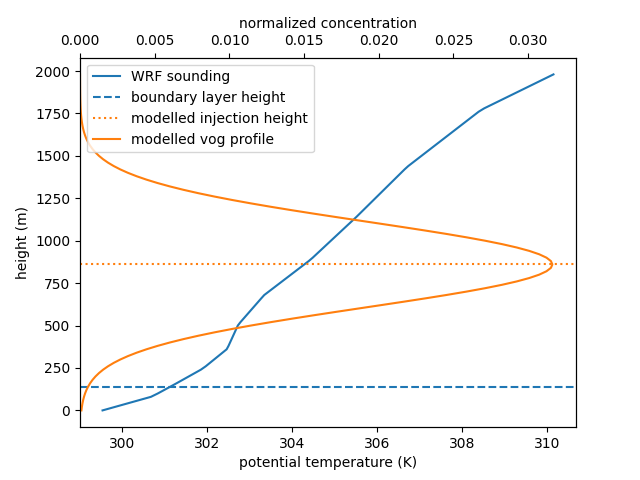 normalized concentration
0.000 0.005 0.010 0.015 0.020 0.025 0.030
WRF sounding
boundary layer height
modelled injection height
modelled vog profile
2000
1750
1500
1250
1000
750
500
250
0
height (m)
300 302 304 306 308 310
potential temperature (K)